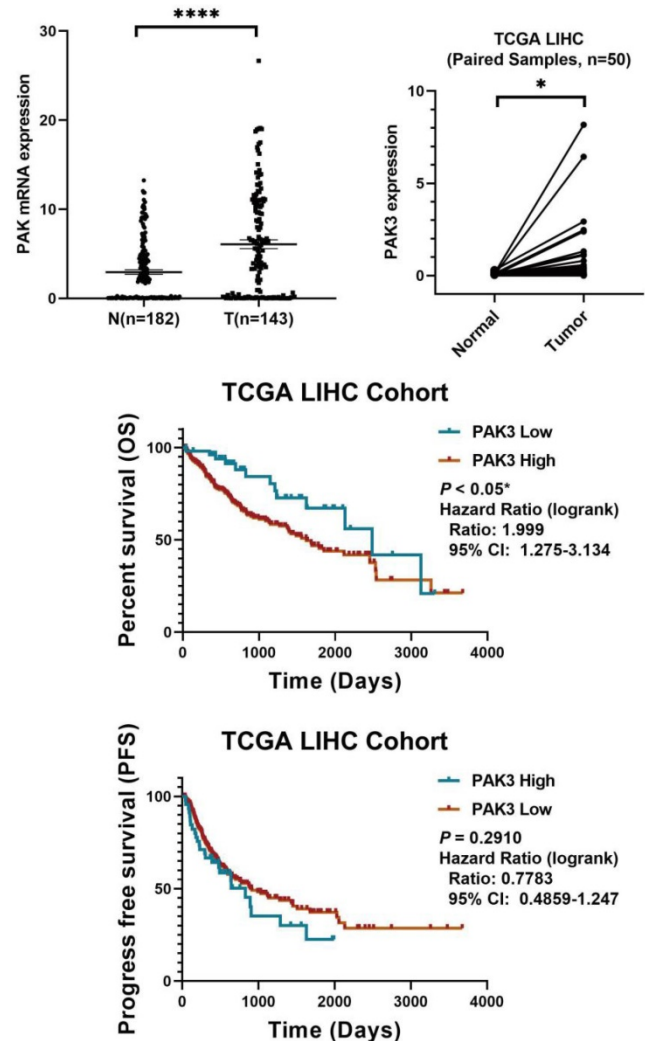 ****
PAK mRNA expression
30
20
10
0
N(n=182)
T(n=143)
TCGA LIHC
(Paired Samples, n=50)
*
PAK3 expression
10
8
6
4
2
0
Normal
Tumor
TCGA LIHC Cohort
Percent survival (OS)
100
50
0
0 1000 2000 3000 4000
Time (Days)
PAK3 Low
PAK3 High
P < 0.05*
Hazard Ratio (logrank)
Ratio: 1.999
95% CI: 1.275-3.134
TCGA LIHC Cohort
Progress free survival (PFS)
100
50
0
0 1000 2000 3000 4000
Time (Days)
PAK3 High
PAK3 Low
P = 0.2910
Hazard Ratio (logrank)
Ratio: 0.7783
95% CI: 0.4859-1.247